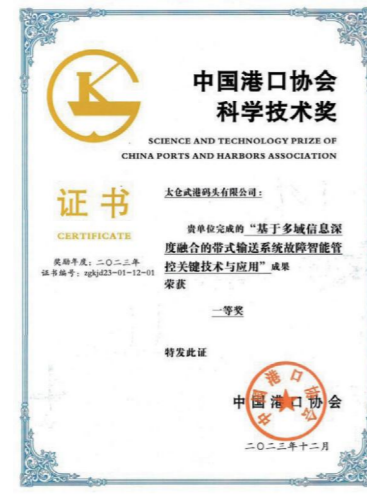 中国港口协会
科学技术奖
SCIENCE AND TECHNOLOGY PRIZE OF
CHINA PORTS AND HARBORS ASSOCIATION
证书
CERTIFICATE
奖励年度：二〇二三年
证书编号：zgkjd23-01-12-01
太仓武港码头有限公司：
贵单位完成的“基于多域信息深
度融合的带式输送系统故障智能管
控关键技术与应用”成果
荣获
一等奖
特发此证
中国港口协会
中国港口协会
二〇二三年十二月